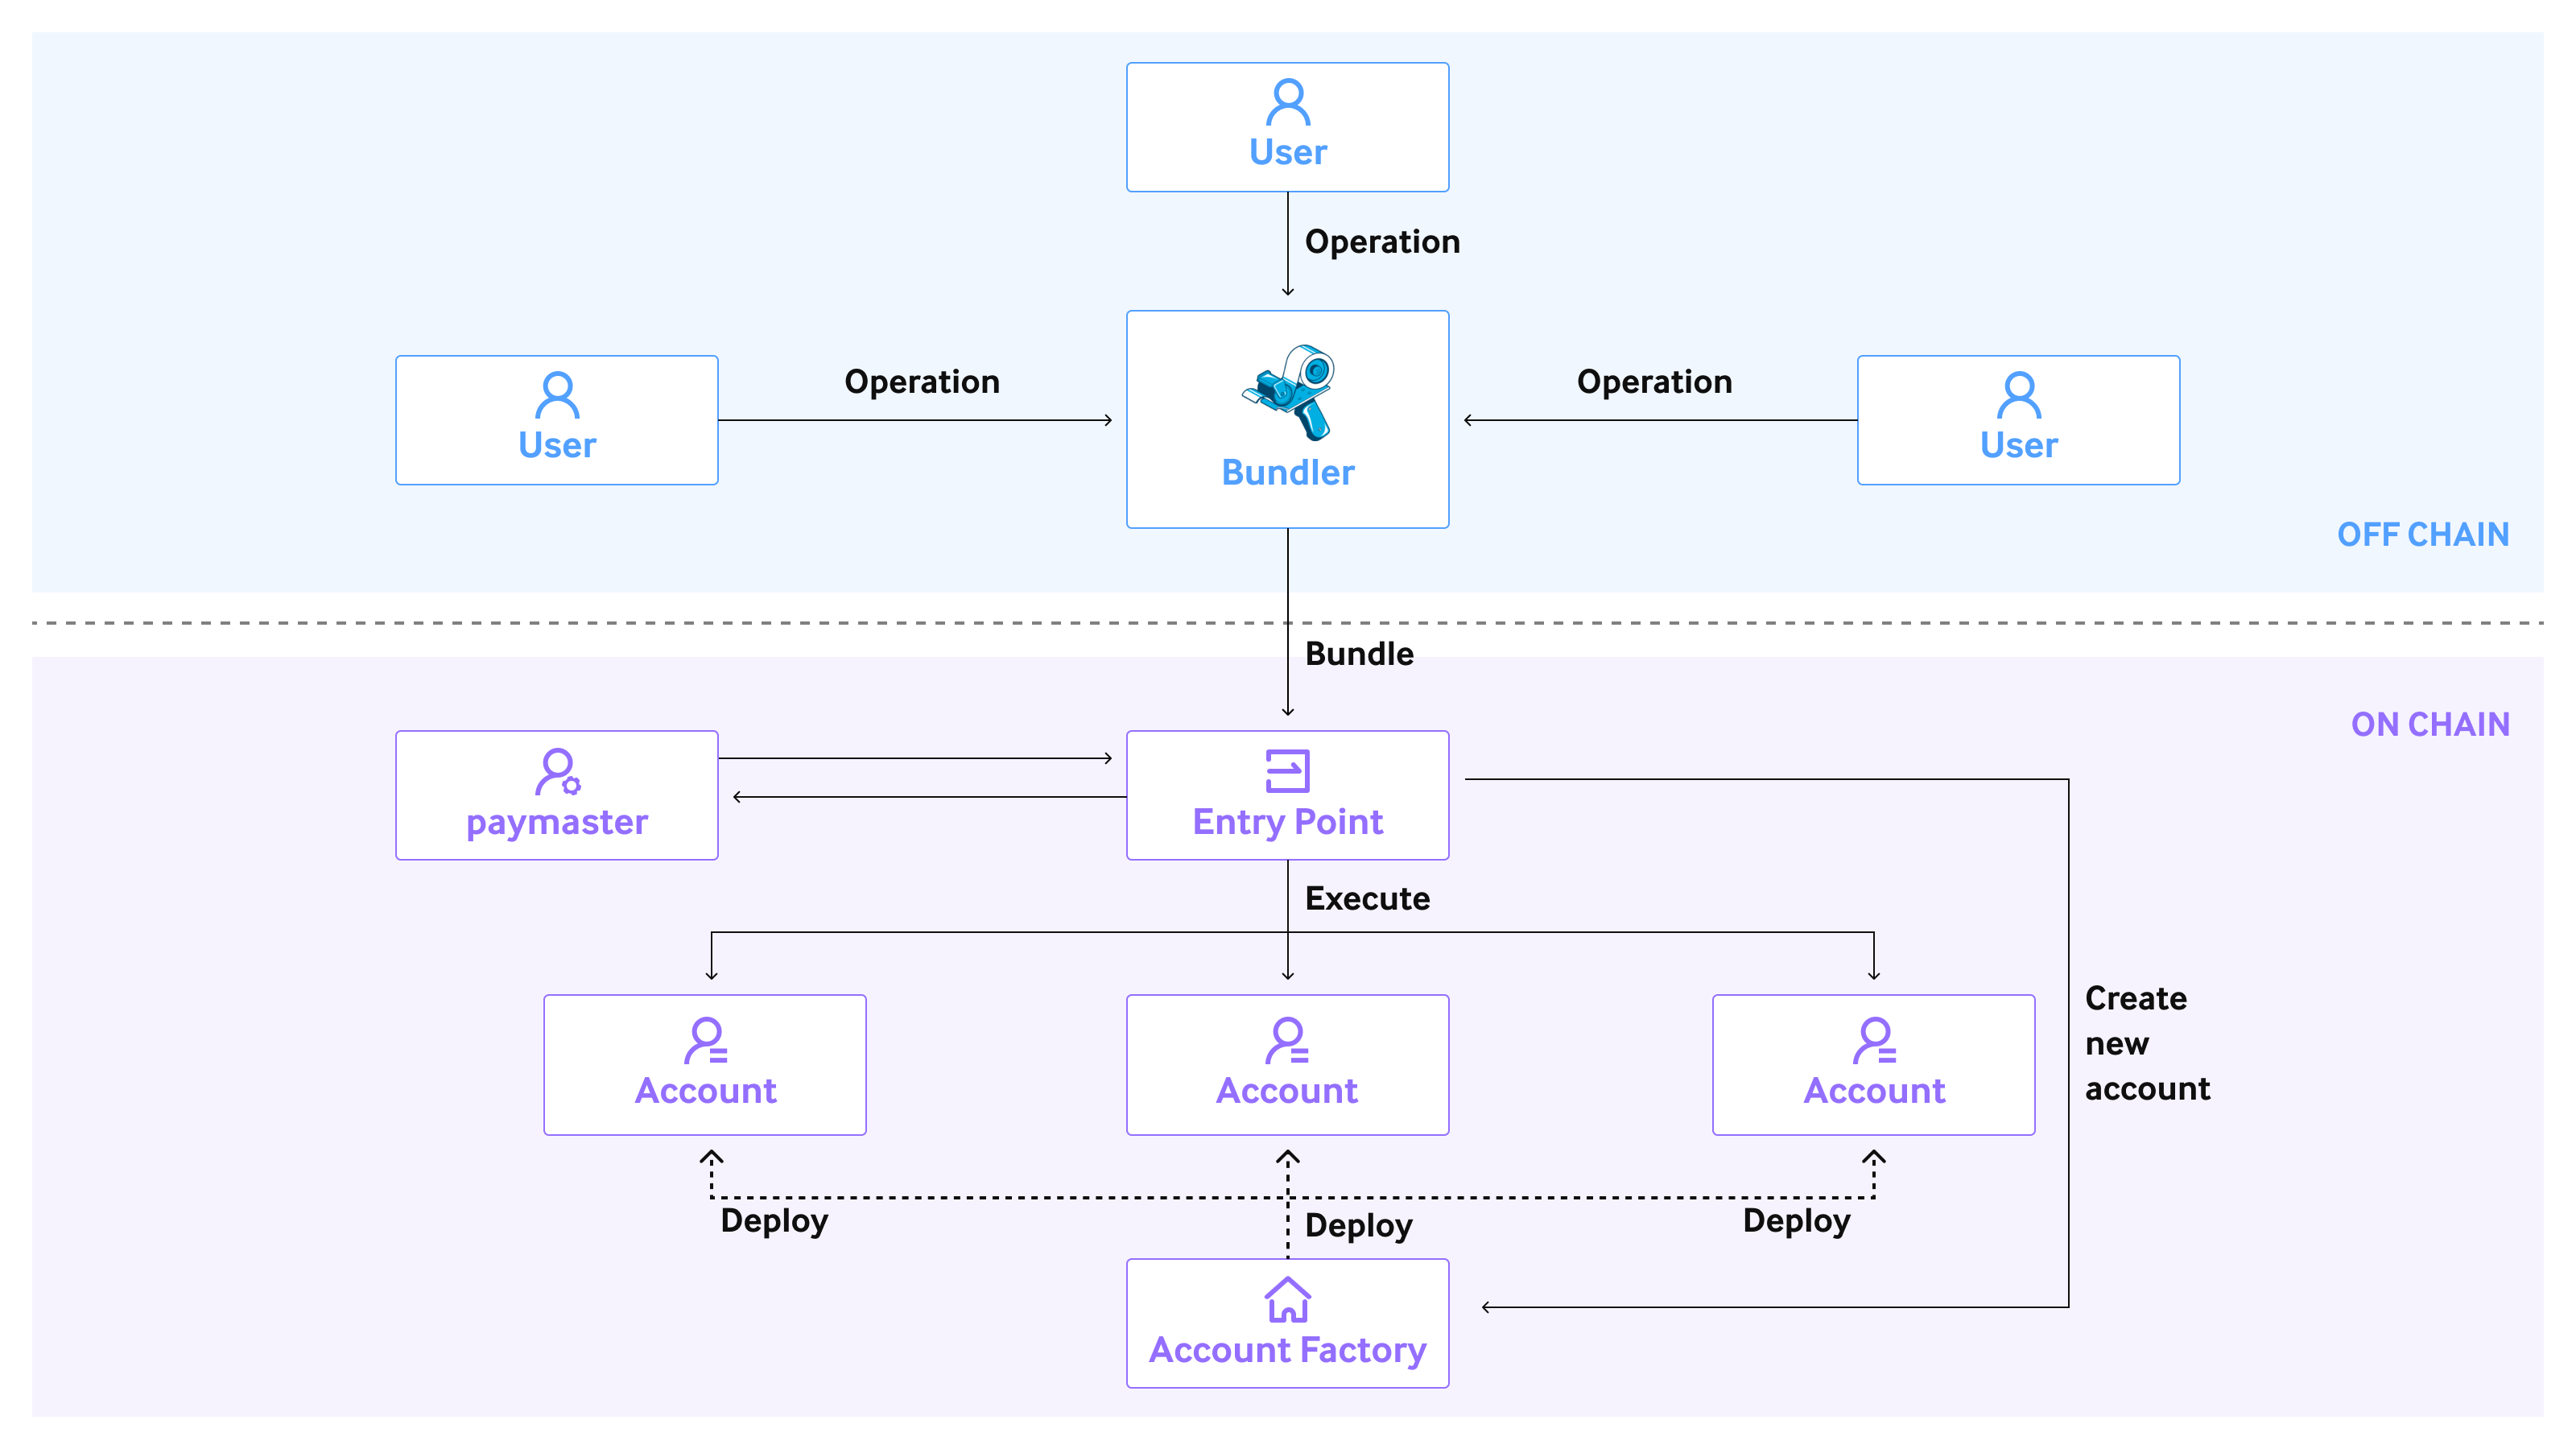 User
Operation
Operation
Operation
User
Bundler
User
OFF CHAIN
Bundle
ON CHAIN
paymaster
Entry Point
Execute
Create
new
account
Account
Account
Account
Deploy
Deploy
Deploy
Account Factory